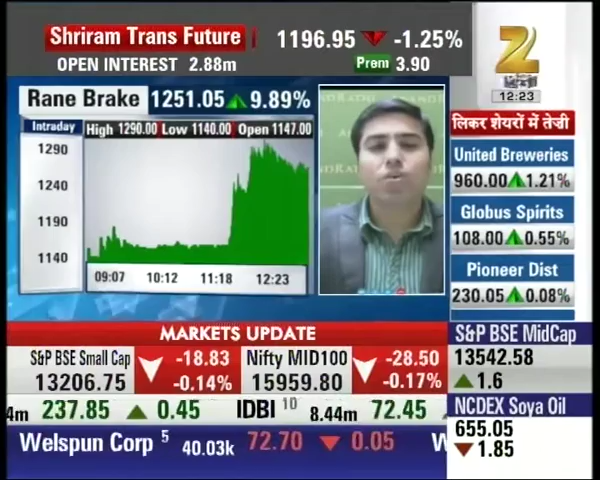 Shriram Trans Future 1196.95 -1.25%
OPEN INTEREST 2.88m Prem 3.90
12:23
Rane Brake 1251.05 9.89%
Intraday High 1290.00 Low 1140.00 Open 1147.00
1290
1240
1190
1140
09:07 10:12 11:18 12:23
लिकर शेयरों में तेजी
United Breweries
960.00 1.21%
Globus Spirits
108.00 0.55%
Pioneer Dist
230.05 0.08%
MARKETS UPDATE
S&P BSE Small Cap -18.83
13206.75 -0.14%
Nifty MID100 -28.50
15959.80 -0.17%
S&P BSE MidCap
13542.58
1.6
4m 237.85 0.45 IDBI 10 8.44m 72.45
NCDEX Soya Oil
655.05
1.85
Welspun Corp 5 40.03k 72.70 0.05 W